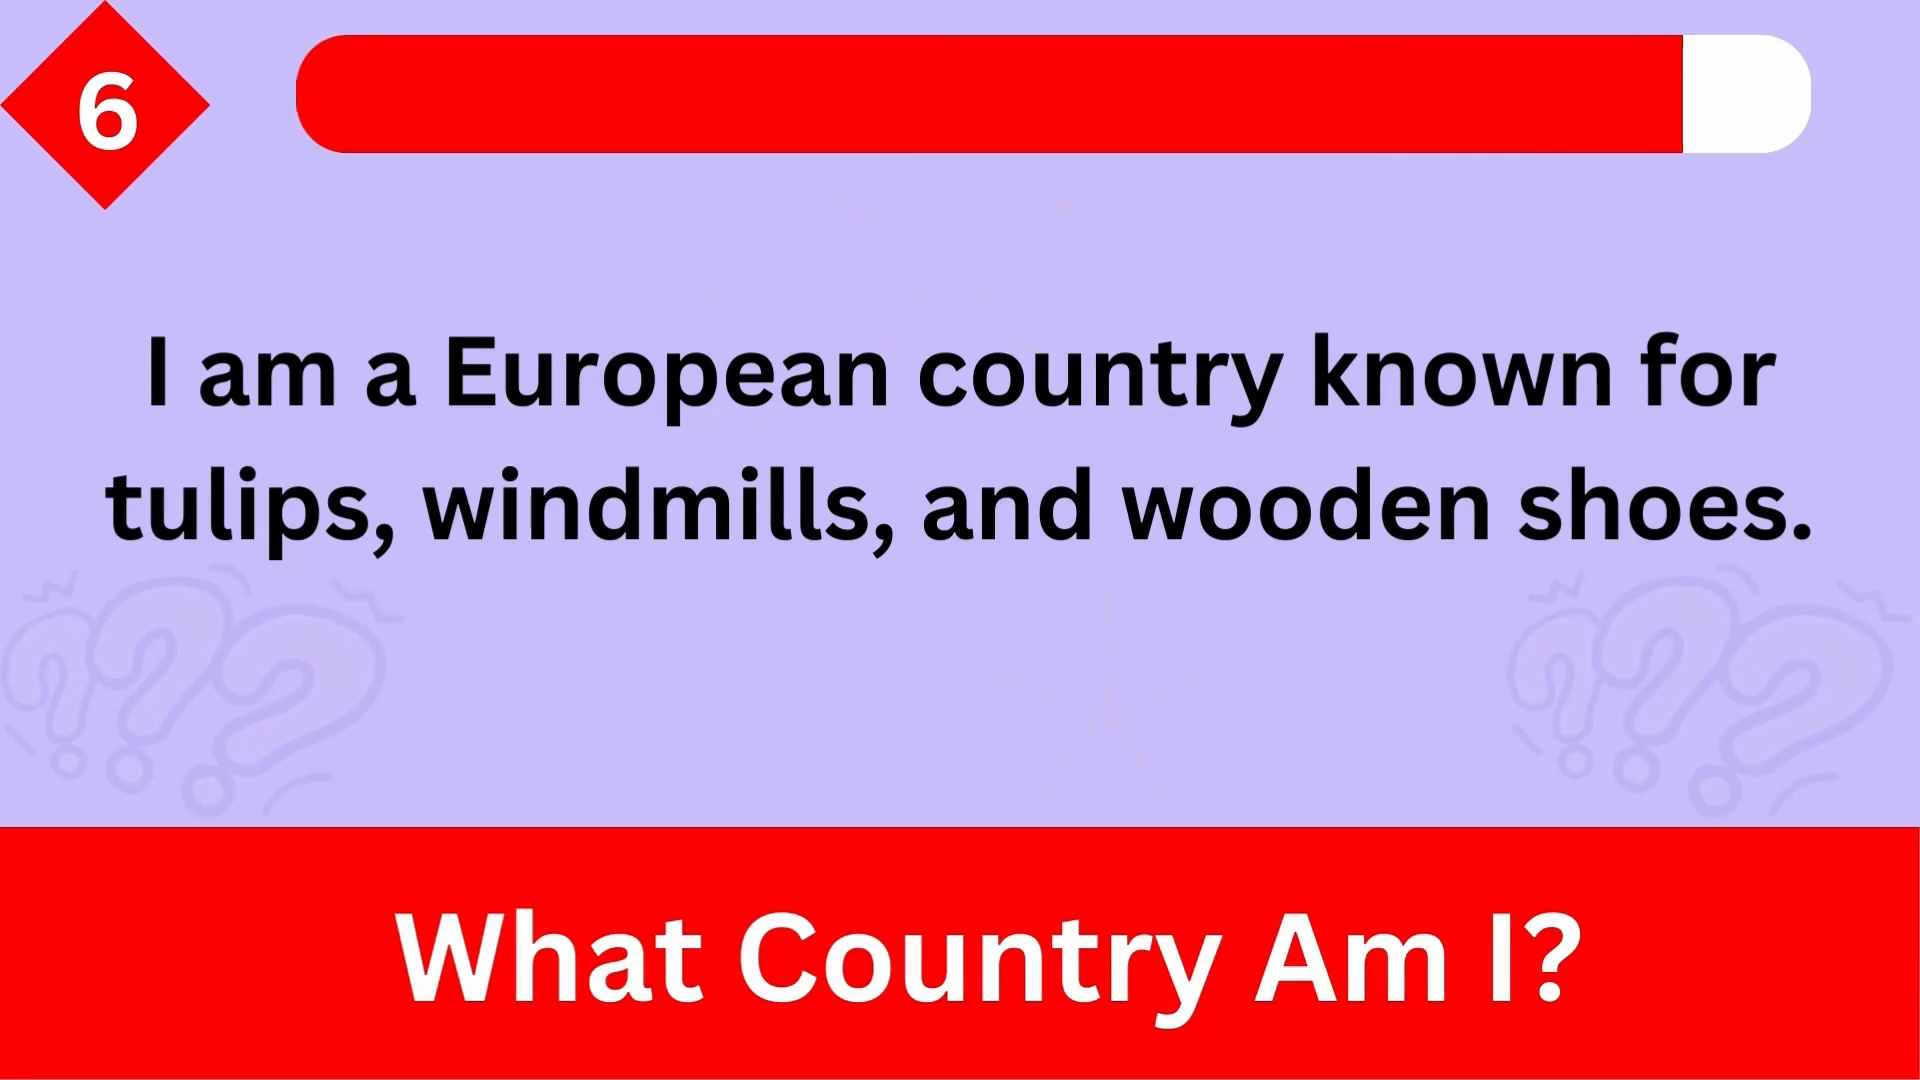 6
I am a European country known for
tulips, windmills, and wooden shoes.
What Country Am I?